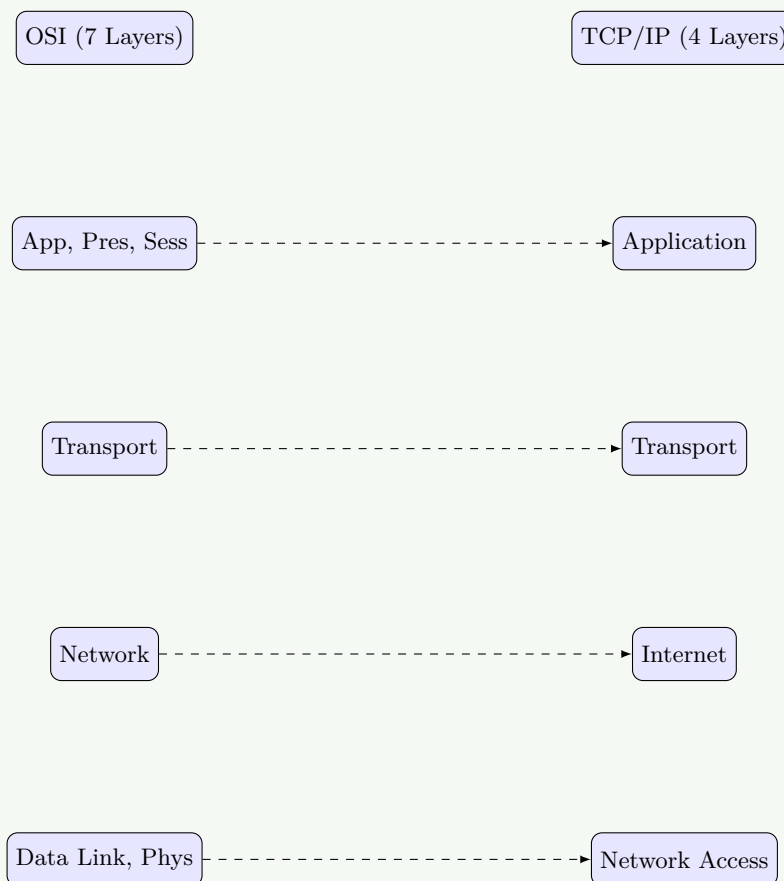 OSI (7 Layers)
TCP/IP (4 Layers)
App, Pres, Sess
Application
Transport
Transport
Network
Internet
Data Link, Phys
Network Access